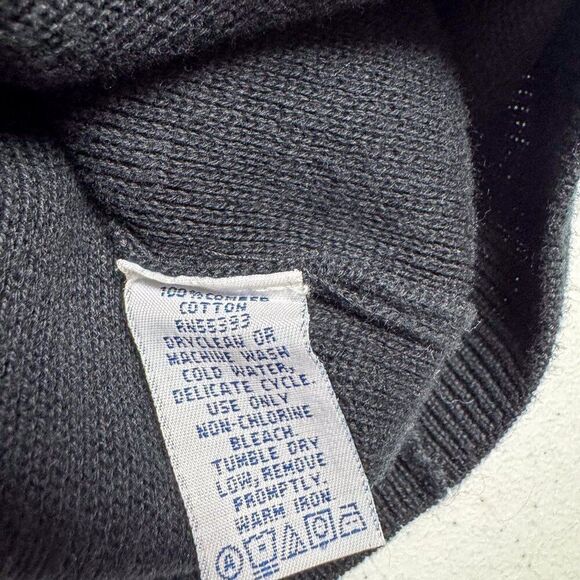 100% COMBED
COTTON
DRYCLEAN OR
MACHINE WASH
COLD WATER,
DELICATE CYCLE.
USE ONLY
NON-CHLORINE
BLEACH
TUMBLE DRY
LOW, REMOVE
PROMPTLY.
WARM IRON.
A